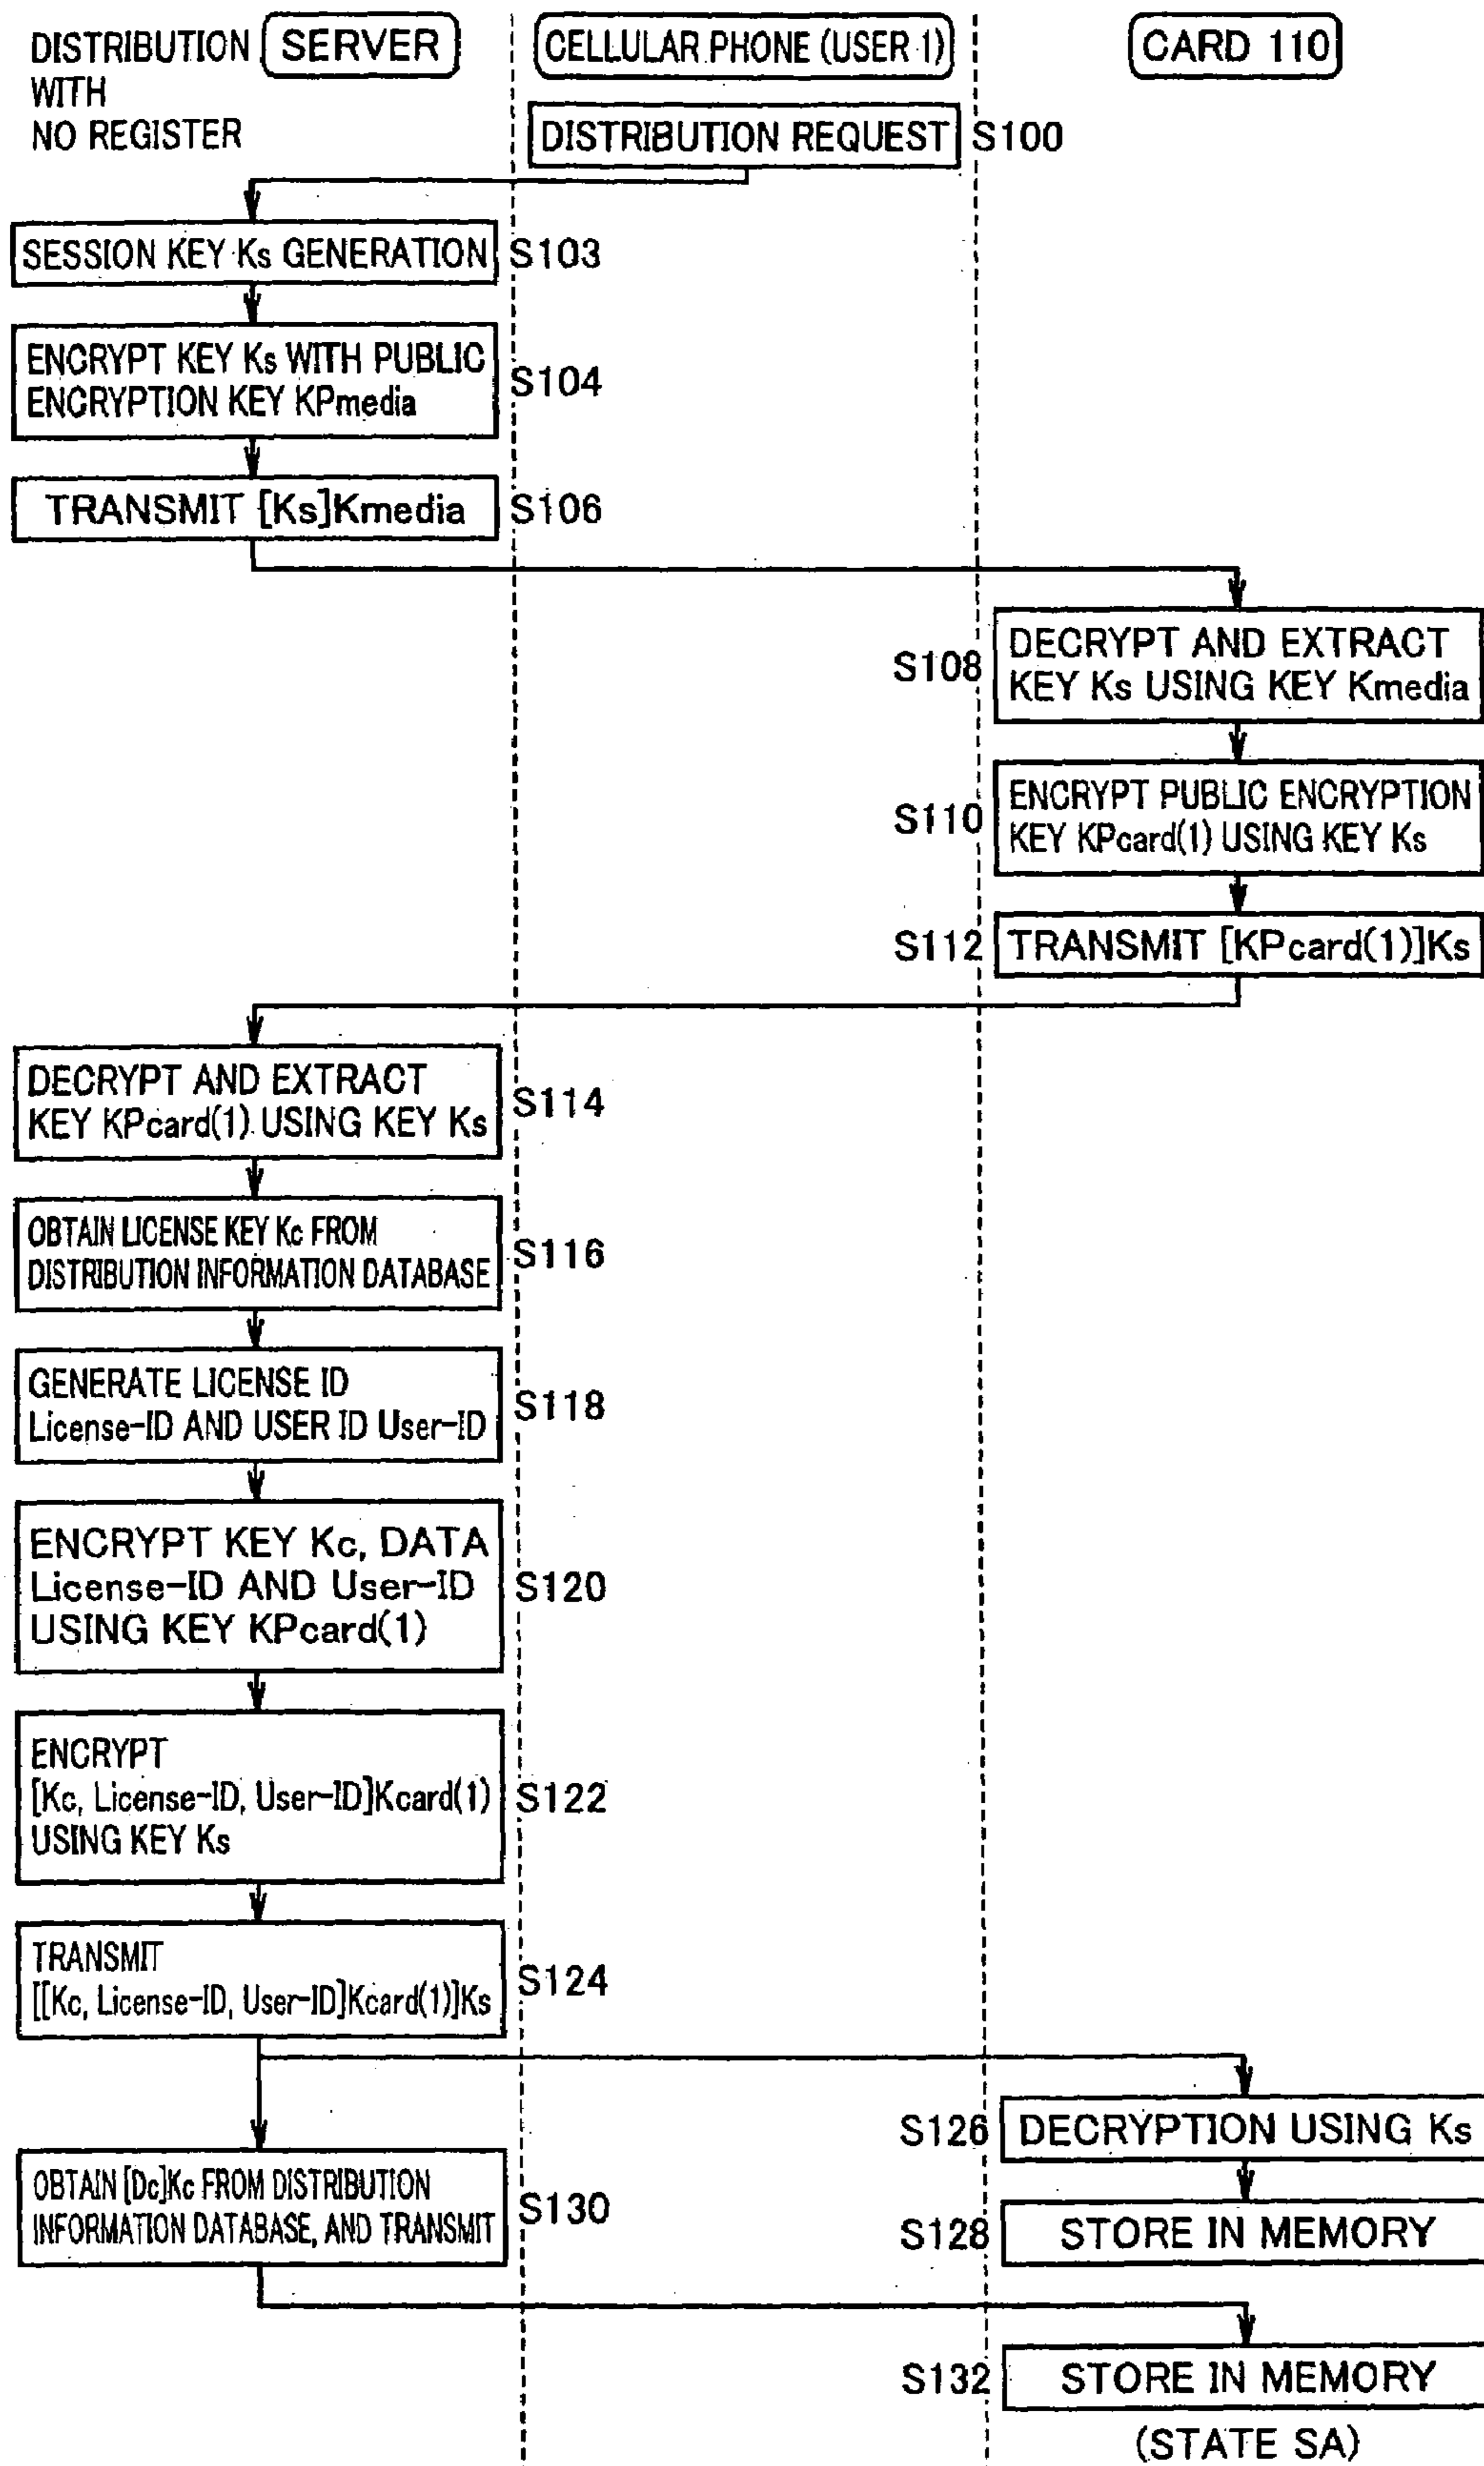 DISTRIBUTION
WITH
NO REGISTER
SERVER
CELLULAR PHONE (USER 1)
CARD 110
DISTRIBUTION REQUEST
S100
SESSION KEY Ks GENERATION
S103
ENCRYPT KEY Ks WITH PUBLIC
ENCRYPTION KEY KPmedia
S104
TRANSMIT [Ks]Kmedia
S106
S108
DECRYPT AND EXTRACT
KEY Ks USING KEY Kmedia
S110
ENCRYPT PUBLIC ENCRYPTION
KEY KPcard(1) USING KEY Ks
S112
TRANSMIT [KPcard(1)]Ks
DECRYPT AND EXTRACT
KEY KPcard(1) USING KEY Ks
S114
OBTAIN LICENSE KEY Kc FROM
DISTRIBUTION INFORMATION DATABASE
S116
GENERATE LICENSE ID
License-ID AND USER ID User-ID
S118
ENCRYPT KEY Kc, DATA
License-ID AND User-ID
USING KEY KPcard(1)
S120
ENCRYPT
[Kc, License-ID, User-ID]Kcard(1)
USING KEY Ks
S122
TRANSMIT
[[Kc, License-ID, User-ID]Kcard(1)]Ks
S124
S126
DECRYPTION USING Ks
OBTAIN [Dc]Kc FROM DISTRIBUTION
INFORMATION DATABASE, AND TRANSMIT
S130
S128
STORE IN MEMORY
S132
STORE IN MEMORY
(STATE SA)